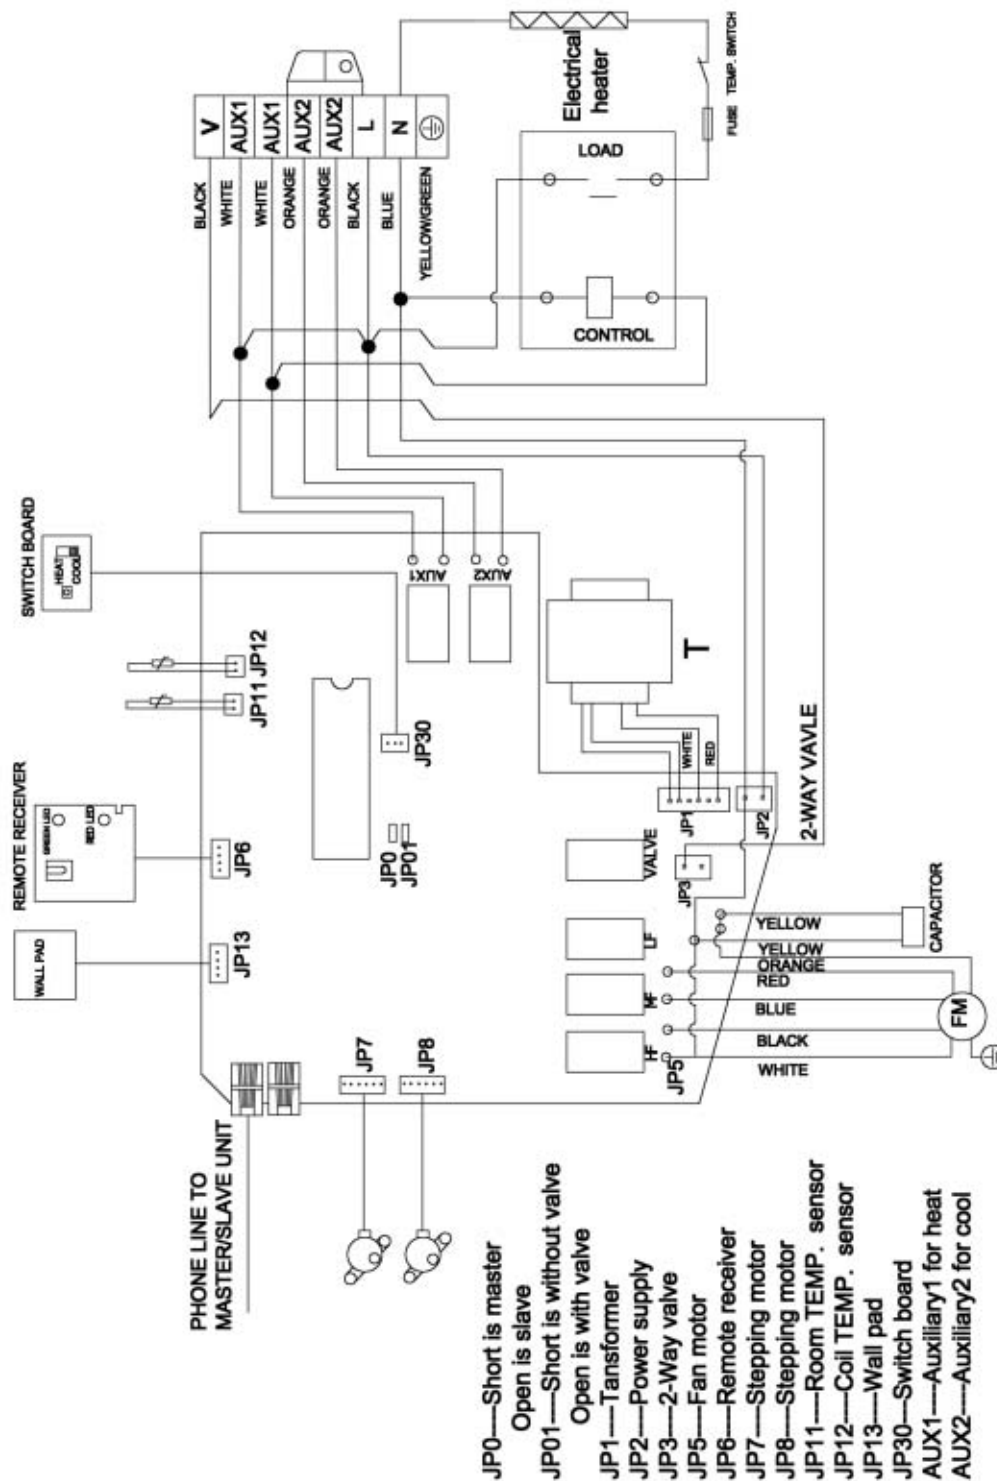 PHONE LINE TO
MASTER/SLAVE UNIT
WALL PAD
REMOTE RECEIVER
GREEN LED
RED LED
SWITCH BOARD
HEAT
COOL
JP13
JP6
JP11
JP12
JP7
JP8
JP0
JP01
JP30
AUX1
AUX2
HF
MF
LF
VALVE
JP5
JP3
JP1
JP2
WHITE
RED
T
2-WAY VAVLE
WHITE
BLACK
BLUE
RED
ORANGE
YELLOW
YELLOW
FM
CAPACITOR
V
AUX1
AUX1
AUX2
AUX2
L
N
BLACK
WHITE
WHITE
ORANGE
ORANGE
BLACK
BLUE
YELLOW/GREEN
Electrical
heater
LOAD
CONTROL
FUSE
TEMP. SWITCH
JP0----Short is master
Open is slave
JP01----Short is without valve
Open is with valve
JP1----Tansformer
JP2----Power supply
JP3----2-Way valve
JP5----Fan motor
JP6----Remote receiver
JP7----Stepping motor
JP8----Stepping motor
JP11----Room TEMP. sensor
JP12----Coil TEMP. sensor
JP13----Wall pad
JP30----Switch board
AUX1----Auxiliary1 for heat
AUX2----Auxiliary2 for cool